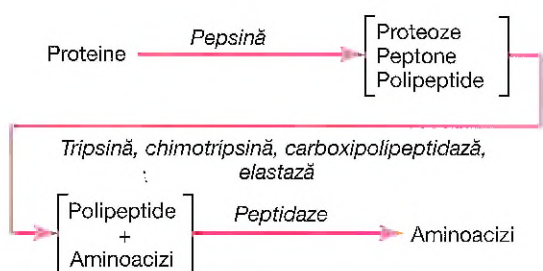 Proteine
Pepsină
Proteoze
Peptone
Polipeptide
Tripsină, chimotripsină, carboxipolipeptidază,
elastază
Polipeptide
+
Aminoacizi
Peptidaze
Aminoacizi